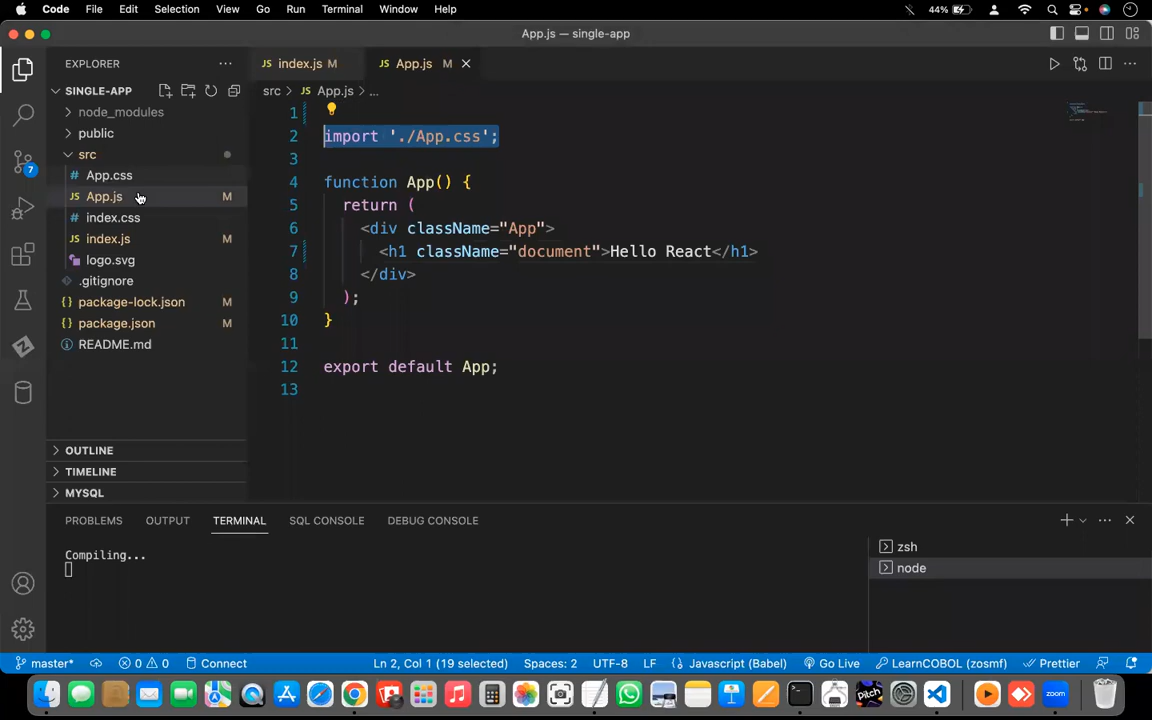 Code File Edit Selection View Go Run Terminal Window Help 44%
App.js — single-app
EXPLORER
index.js M App.js M
SINGLE-APP
src > JS App.js > ...
node_modules
public
src
# App.css
JS App.js M
# index.css
JS index.js M
logo.svg
.gitignore
{} package-lock.json M
{} package.json M
README.md
1
2 import './App.css';
3
4 function App() {
5 return (
6 <div className="App">
7 <h1 className="document">Hello React</h1>
8 </div>
9 );
10 }
11
12 export default App;
13
OUTLINE
TIMELINE
MYSQL
7
PROBLEMS OUTPUT TERMINAL SQL CONSOLE DEBUG CONSOLE
Compiling...
zsh
node
master* 0 0 Connect Ln 2, Col 1 (19 selected) Spaces: 2 UTF-8 LF {} Javascript (Babel) Go Live LearnCOBOL (zosmf) Prettier
Pitch zoom